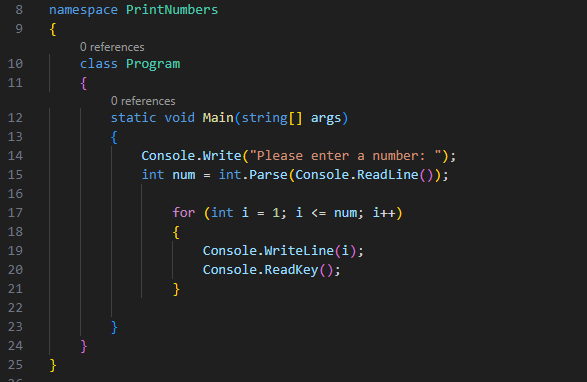 8 namespace PrintNumbers
9 {
0 references
10 class Program
11 {
0 references
12 static void Main(string[] args)
13 {
14 Console.Write("Please enter a number: ");
15 int num = int.Parse(Console.ReadLine());
16
17 for (int i = 1; i <= num; i++)
18 {
19 Console.WriteLine(i);
20 Console.ReadKey();
21 }
22
23 }
24 }
25 }